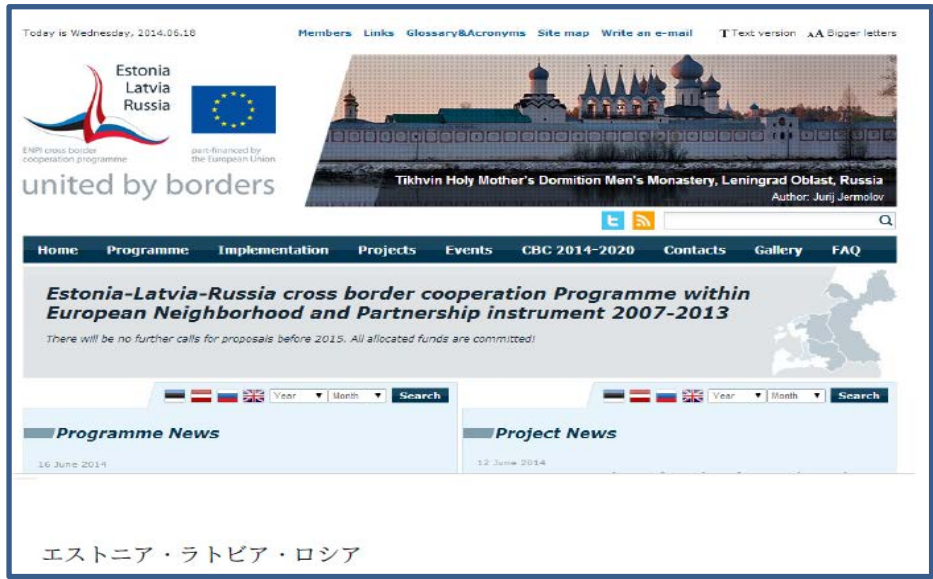 Today is Wednesday, 2014.06.18 Members Links Glossary&Acronyms Site map Write an e-mail T Text version AA Bigger letters
Estonia
Latvia
Russia
ENPI cross border
cooperation programme
part-financed by
the European Union
united by borders
Tikhvin Holy Mother's Dormition Men's Monastery, Leningrad Oblast, Russia
Author: Jurij Jermolov
Home Programme Implementation Projects Events CBC 2014-2020 Contacts Gallery FAQ
Estonia-Latvia-Russia cross border cooperation Programme within
European Neighborhood and Partnership instrument 2007-2013
There will be no further calls for proposals before 2015. All allocated funds are committed!
Year Month Search Year Month Search
Programme News Project News
16 June 2014 12 June 2014
エストニア・ラトビア・ロシア